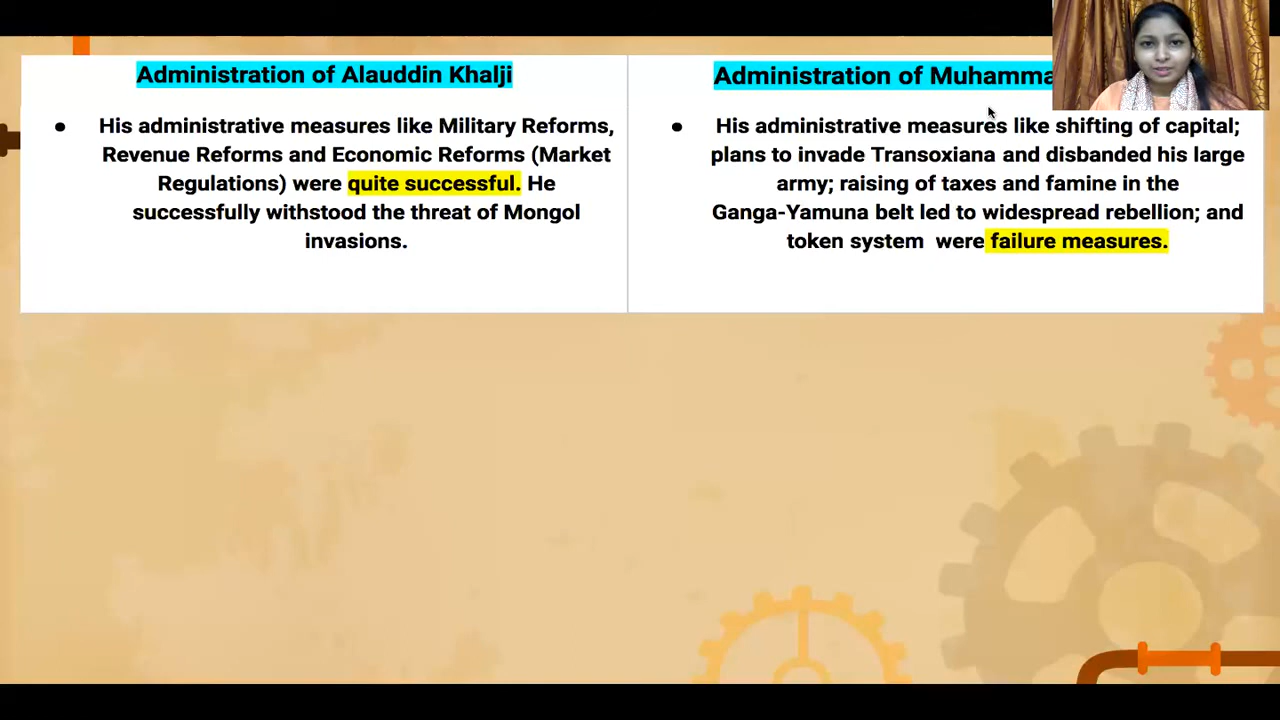 Administration of Alauddin Khalji
● His administrative measures like Military Reforms,
Revenue Reforms and Economic Reforms (Market
Regulations) were quite successful. He
successfully withstood the threat of Mongol
invasions.
Administration of
● His administrative measures like shifting of capital;
plans to invade Transoxiana and disbanded his large
army; raising of taxes and famine in the
Ganga-Yamuna belt led to widespread rebellion; and
token system were failure measures.